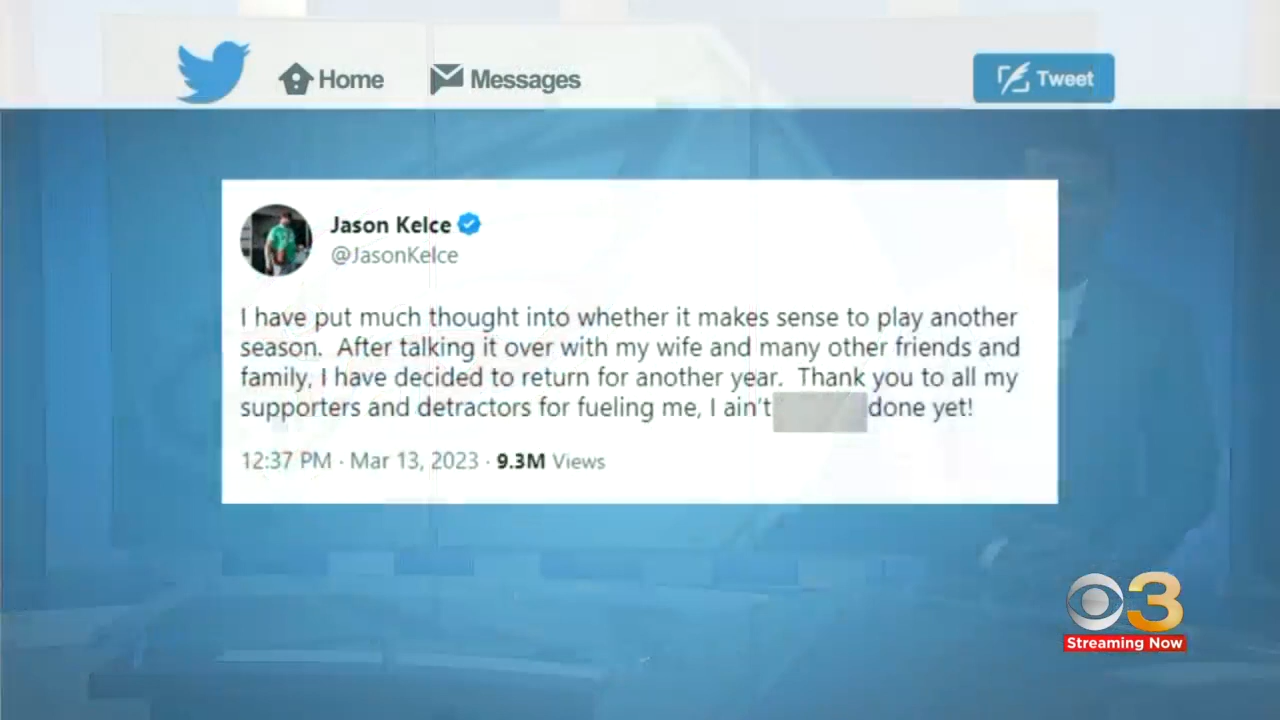 Home
Messages
Tweet
Jason Kelce
@JasonKelce
I have put much thought into whether it makes sense to play another
season.  After talking it over with my wife and many other friends and
family, I have decided to return for another year.  Thank you to all my
supporters and detractors for fueling me, I ain't done yet!
12:37 PM · Mar 13, 2023 · 9.3M Views
3
Streaming Now